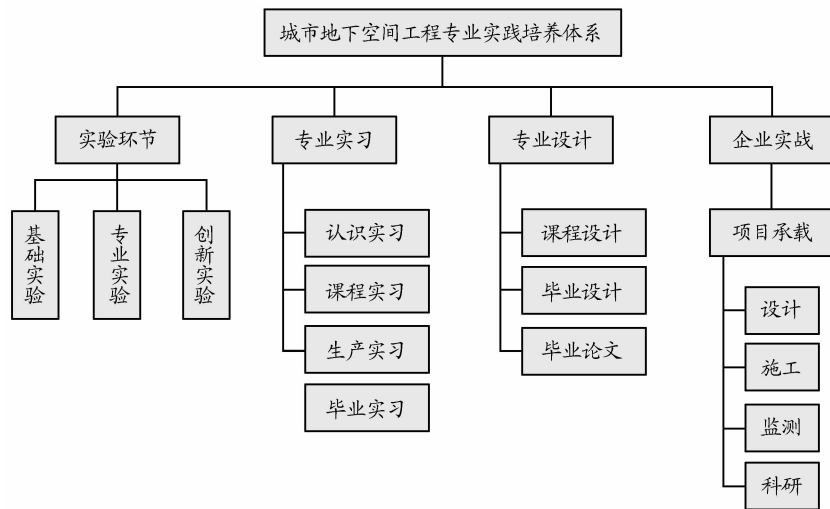 城市地下空间工程专业实践培养体系
实验环节
专业实习
专业设计
企业实战
基础实验
专业实验
创新实验
认识实习
课程实习
生产实习
毕业实习
课程设计
毕业设计
毕业论文
项目承载
设计
施工
监测
科研